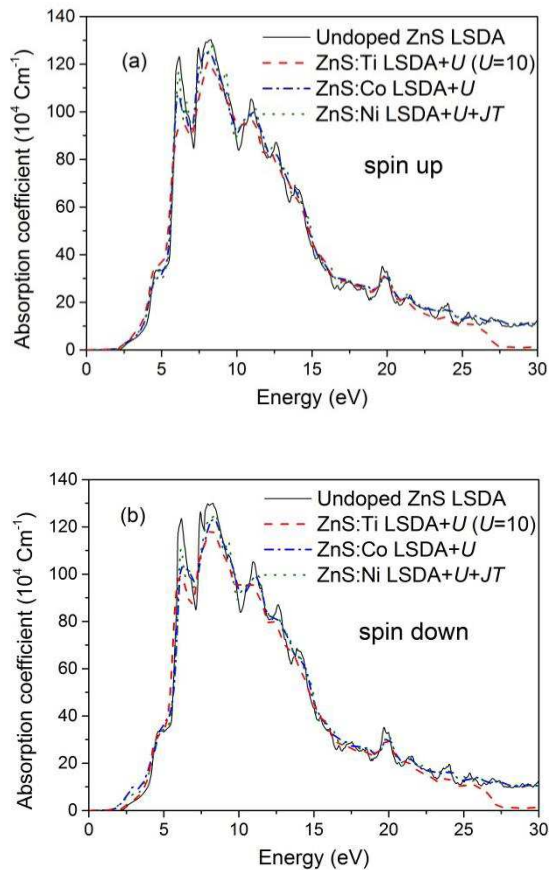 (a)
Undoped ZnS LSDA
ZnS:Ti LSDA+U (U=10)
ZnS:Co LSDA+U
ZnS:Ni LSDA+U+JT
spin up
Absorption coefficient (10⁴ Cm⁻¹)
140
120
100
80
60
40
20
0
0 5 10 15 20 25 30
Energy (eV)
(b)
Undoped ZnS LSDA
ZnS:Ti LSDA+U (U=10)
ZnS:Co LSDA+U
ZnS:Ni LSDA+U+JT
spin down
Absorption coefficient (10⁴ Cm⁻¹)
140
120
100
80
60
40
20
0
0 5 10 15 20 25 30
Energy (eV)